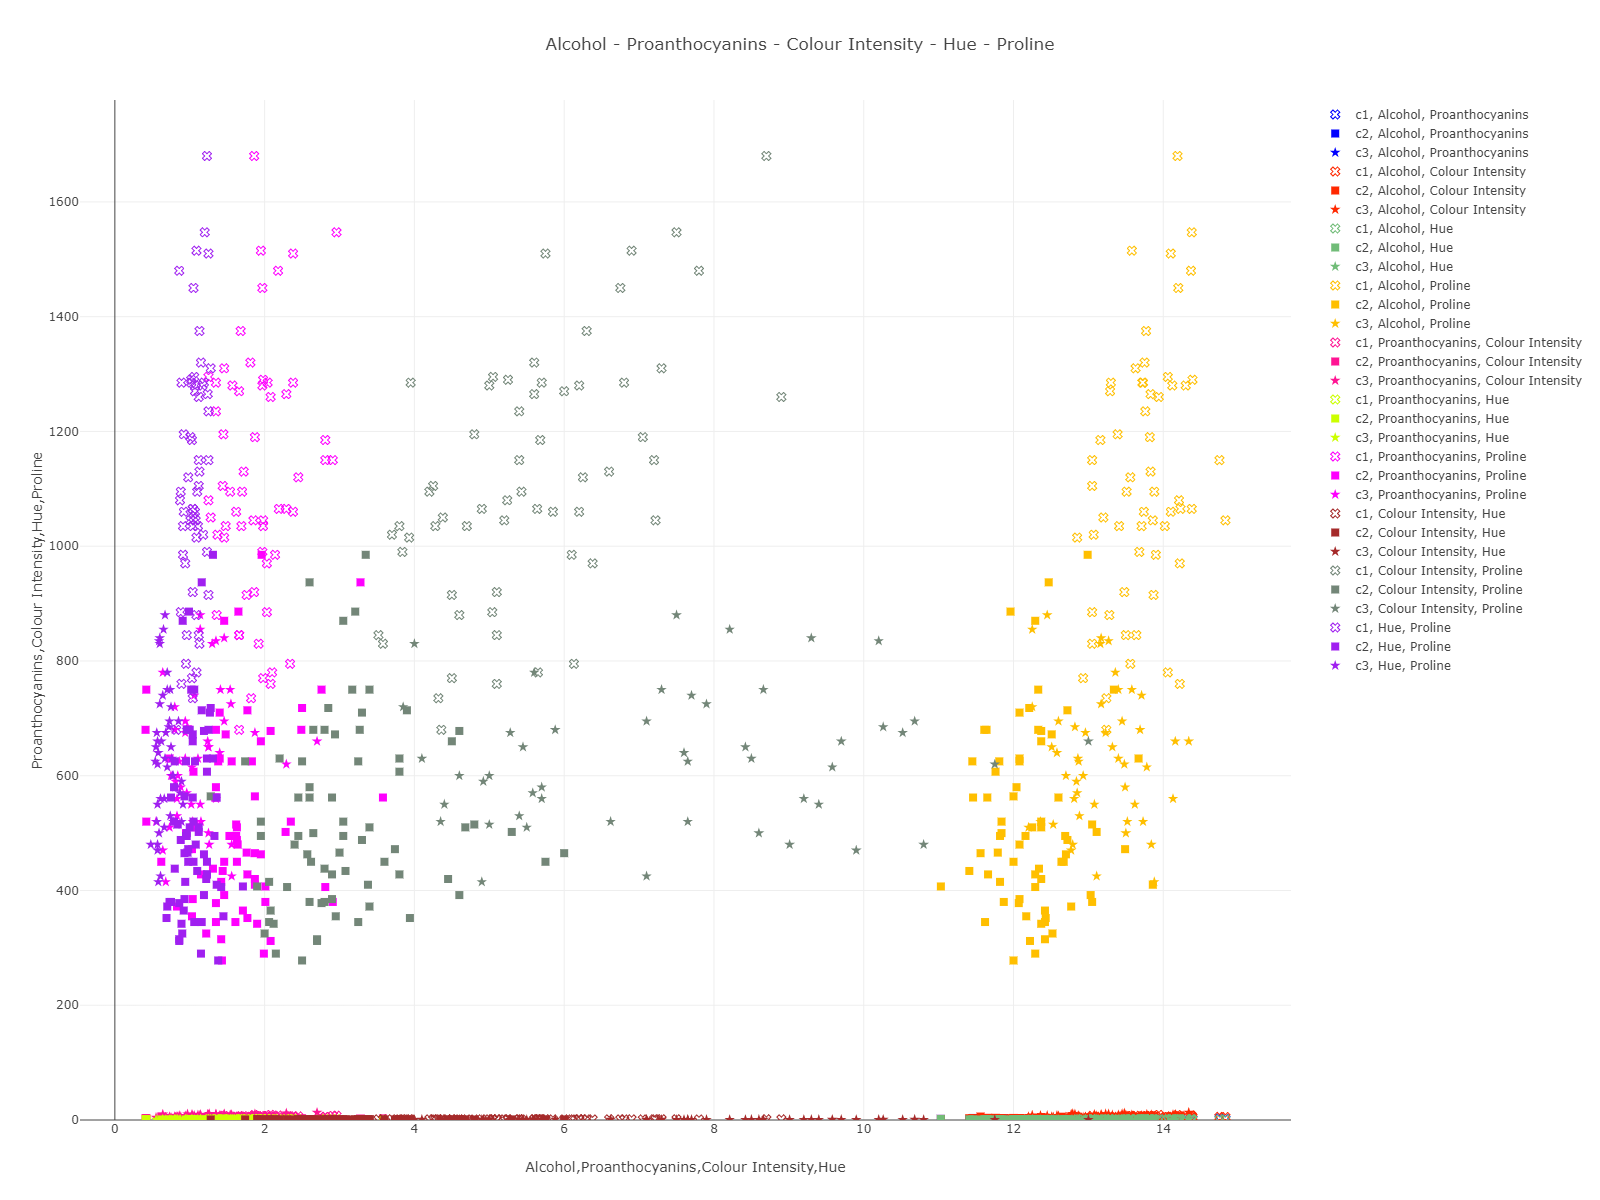 Alcohol - Proanthocyanins - Colour Intensity - Hue - Proline
c1, Alcohol, Proanthocyanins
c2, Alcohol, Proanthocyanins
c3, Alcohol, Proanthocyanins
c1, Alcohol, Colour Intensity
c2, Alcohol, Colour Intensity
c3, Alcohol, Colour Intensity
c1, Alcohol, Hue
c2, Alcohol, Hue
c3, Alcohol, Hue
c1, Alcohol, Proline
c2, Alcohol, Proline
c3, Alcohol, Proline
c1, Proanthocyanins, Colour Intensity
c2, Proanthocyanins, Colour Intensity
c3, Proanthocyanins, Colour Intensity
c1, Proanthocyanins, Hue
c2, Proanthocyanins, Hue
c3, Proanthocyanins, Hue
c1, Proanthocyanins, Proline
c2, Proanthocyanins, Proline
c3, Proanthocyanins, Proline
c1, Colour Intensity, Hue
c2, Colour Intensity, Hue
c3, Colour Intensity, Hue
c1, Colour Intensity, Proline
c2, Colour Intensity, Proline
c3, Colour Intensity, Proline
c1, Hue, Proline
c2, Hue, Proline
c3, Hue, Proline
Proanthocyanins,Colour Intensity,Hue,Proline
1600
1400
1200
1000
800
600
400
200
0
0 2 4 6 8 10 12 14
Alcohol,Proanthocyanins,Colour Intensity,Hue